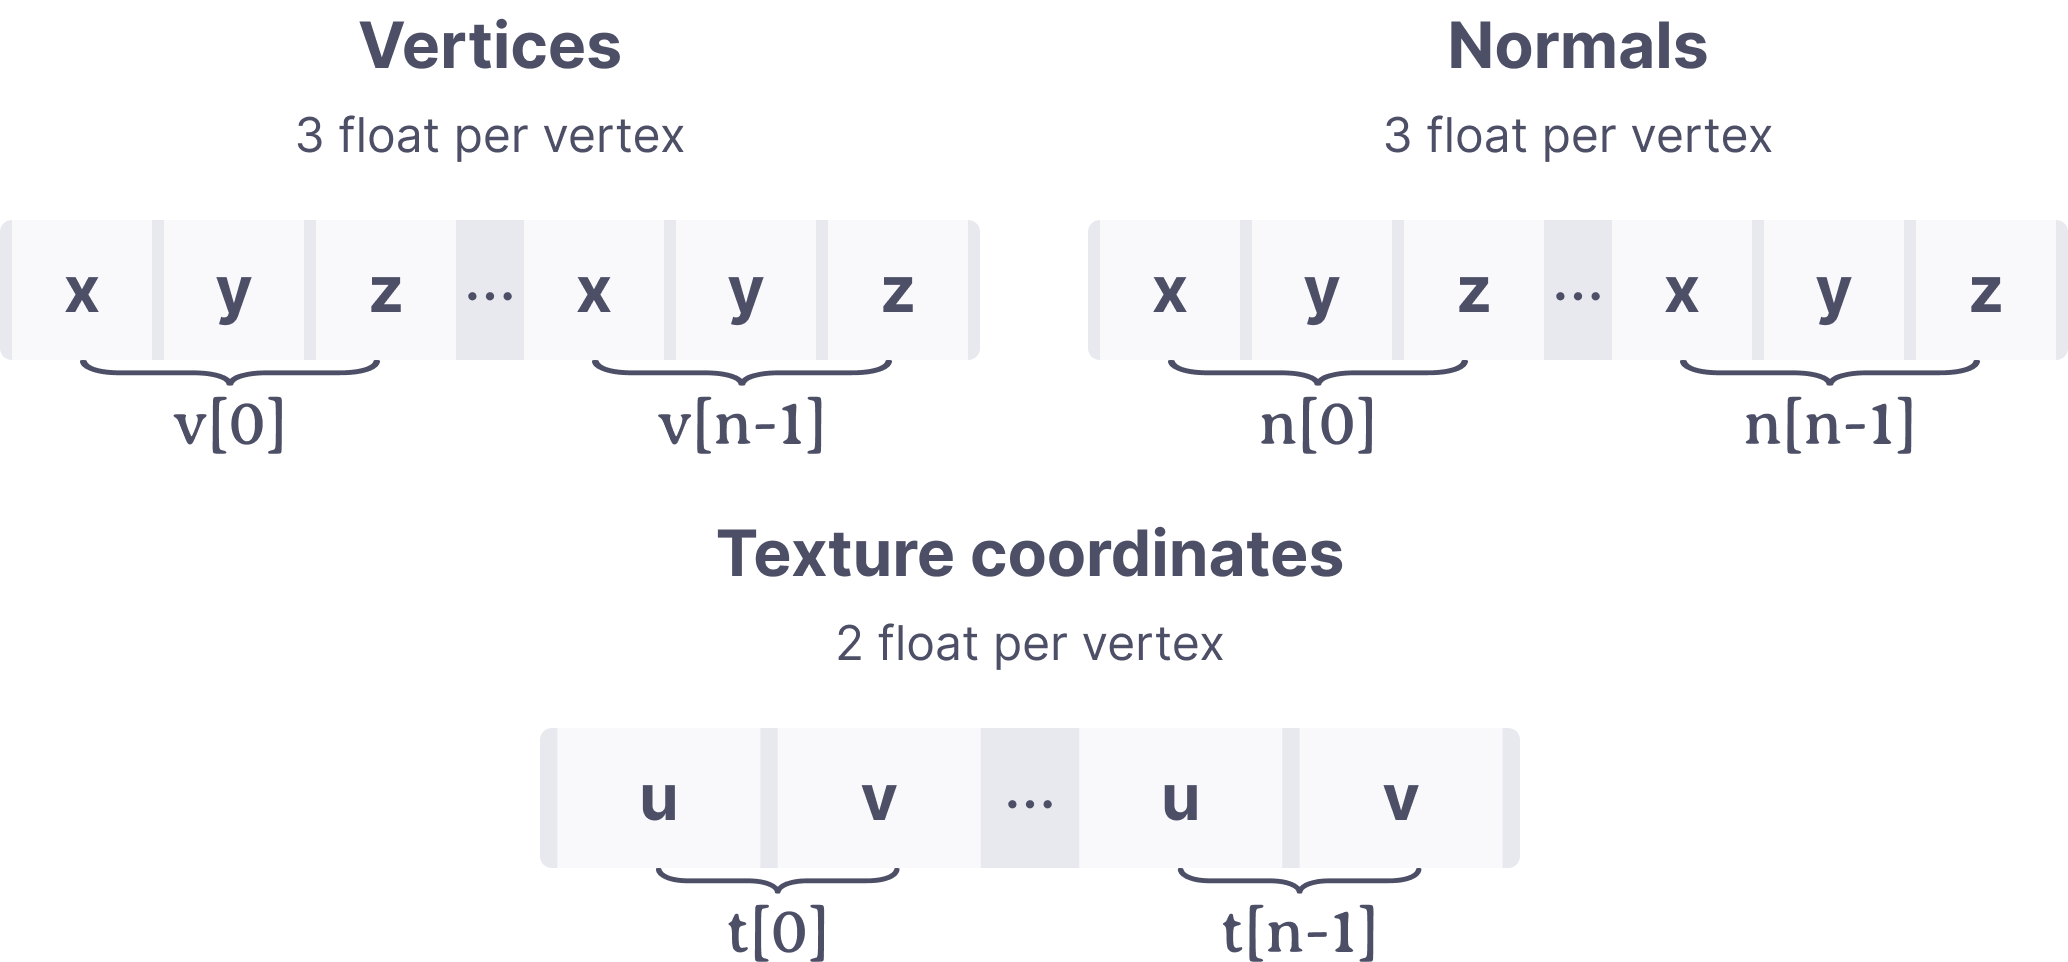 Vertices
3 float per vertex
x y z ... x y z
v[0] v[n-1]
Normals
3 float per vertex
x y z ... x y z
n[0] n[n-1]
Texture coordinates
2 float per vertex
u v ... u v
t[0] t[n-1]